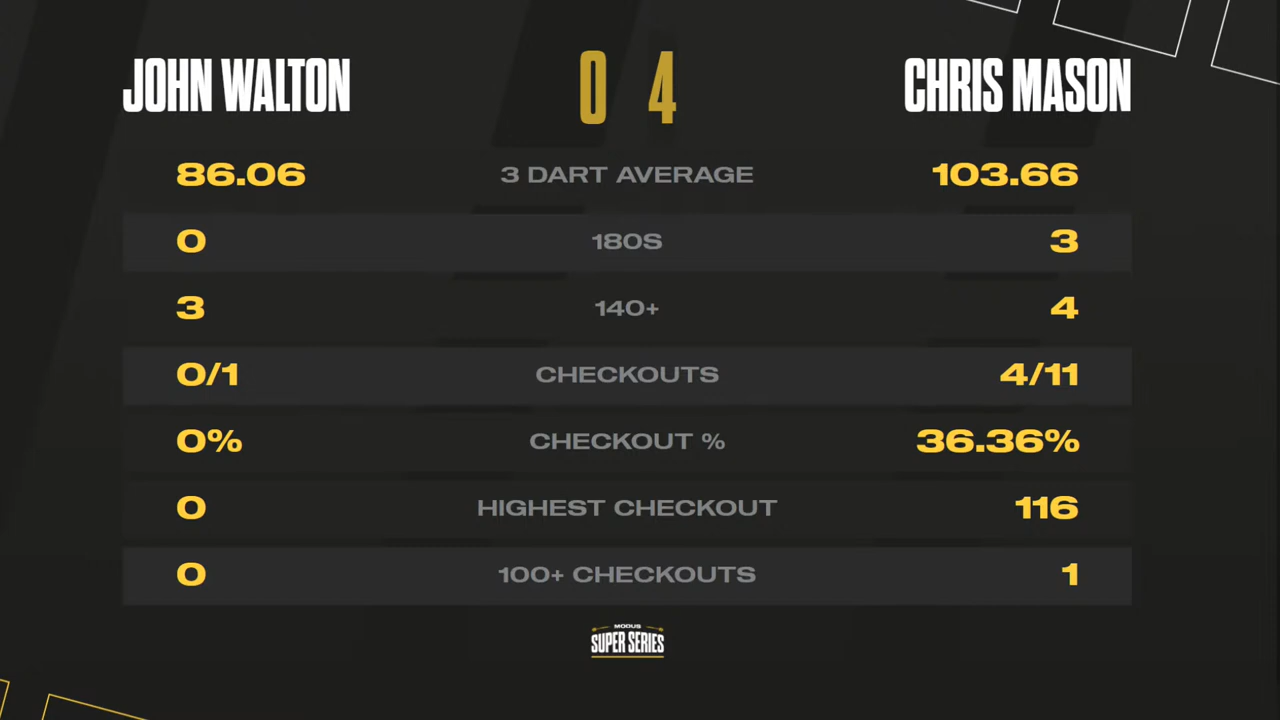 JOHN WALTON 0 4 CHRIS MASON
86.06 3 DART AVERAGE 103.66
0 180S 3
3 140+ 4
0/1 CHECKOUTS 4/11
0% CHECKOUT % 36.36%
0 HIGHEST CHECKOUT 116
0 100+ CHECKOUTS 1
MODUS
SUPER SERIES